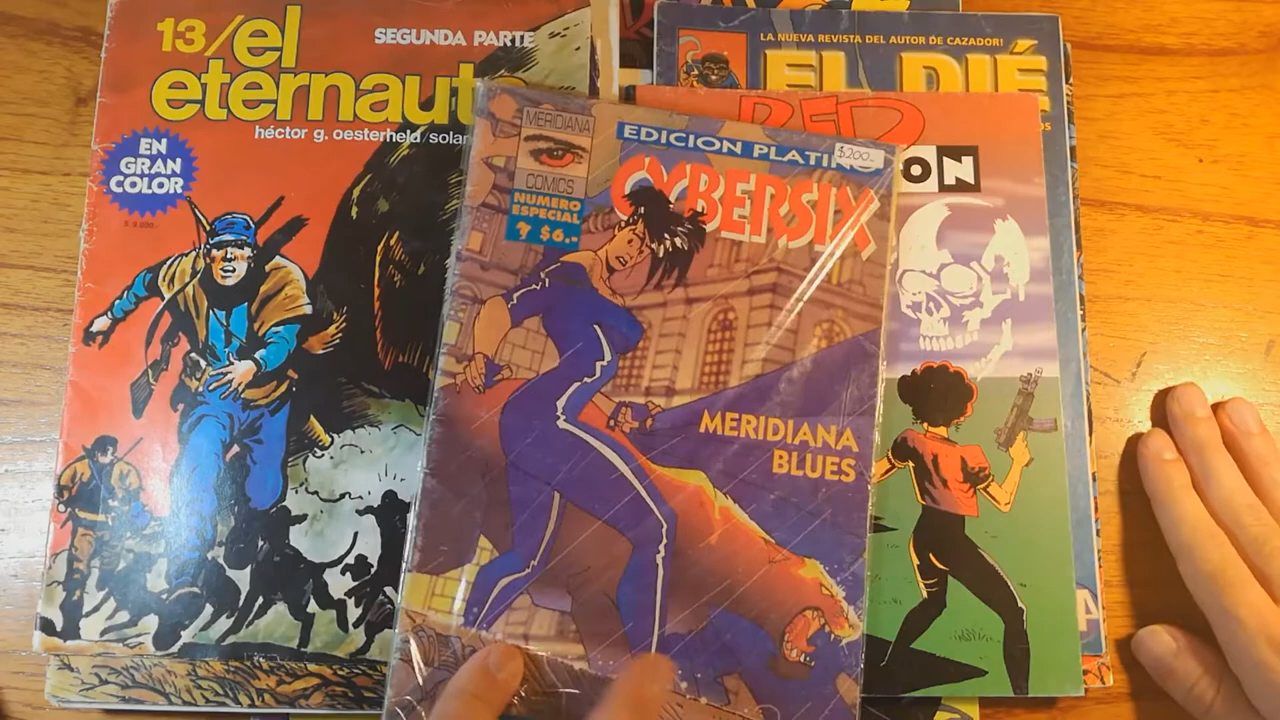 13/el
eternaut
SEGUNDA PARTE
héctor g. oesterheld/solan
EN
GRAN
COLOR
MERIDIANA
COMICS
NUMERO
ESPECIAL
$6.-
EDICION PLATINO
$200-
CYBERSIX
MERIDIANA
BLUES
LA NUEVA REVISTA DEL AUTOR DE CAZADOR!
EL DIÉ
RED
ON